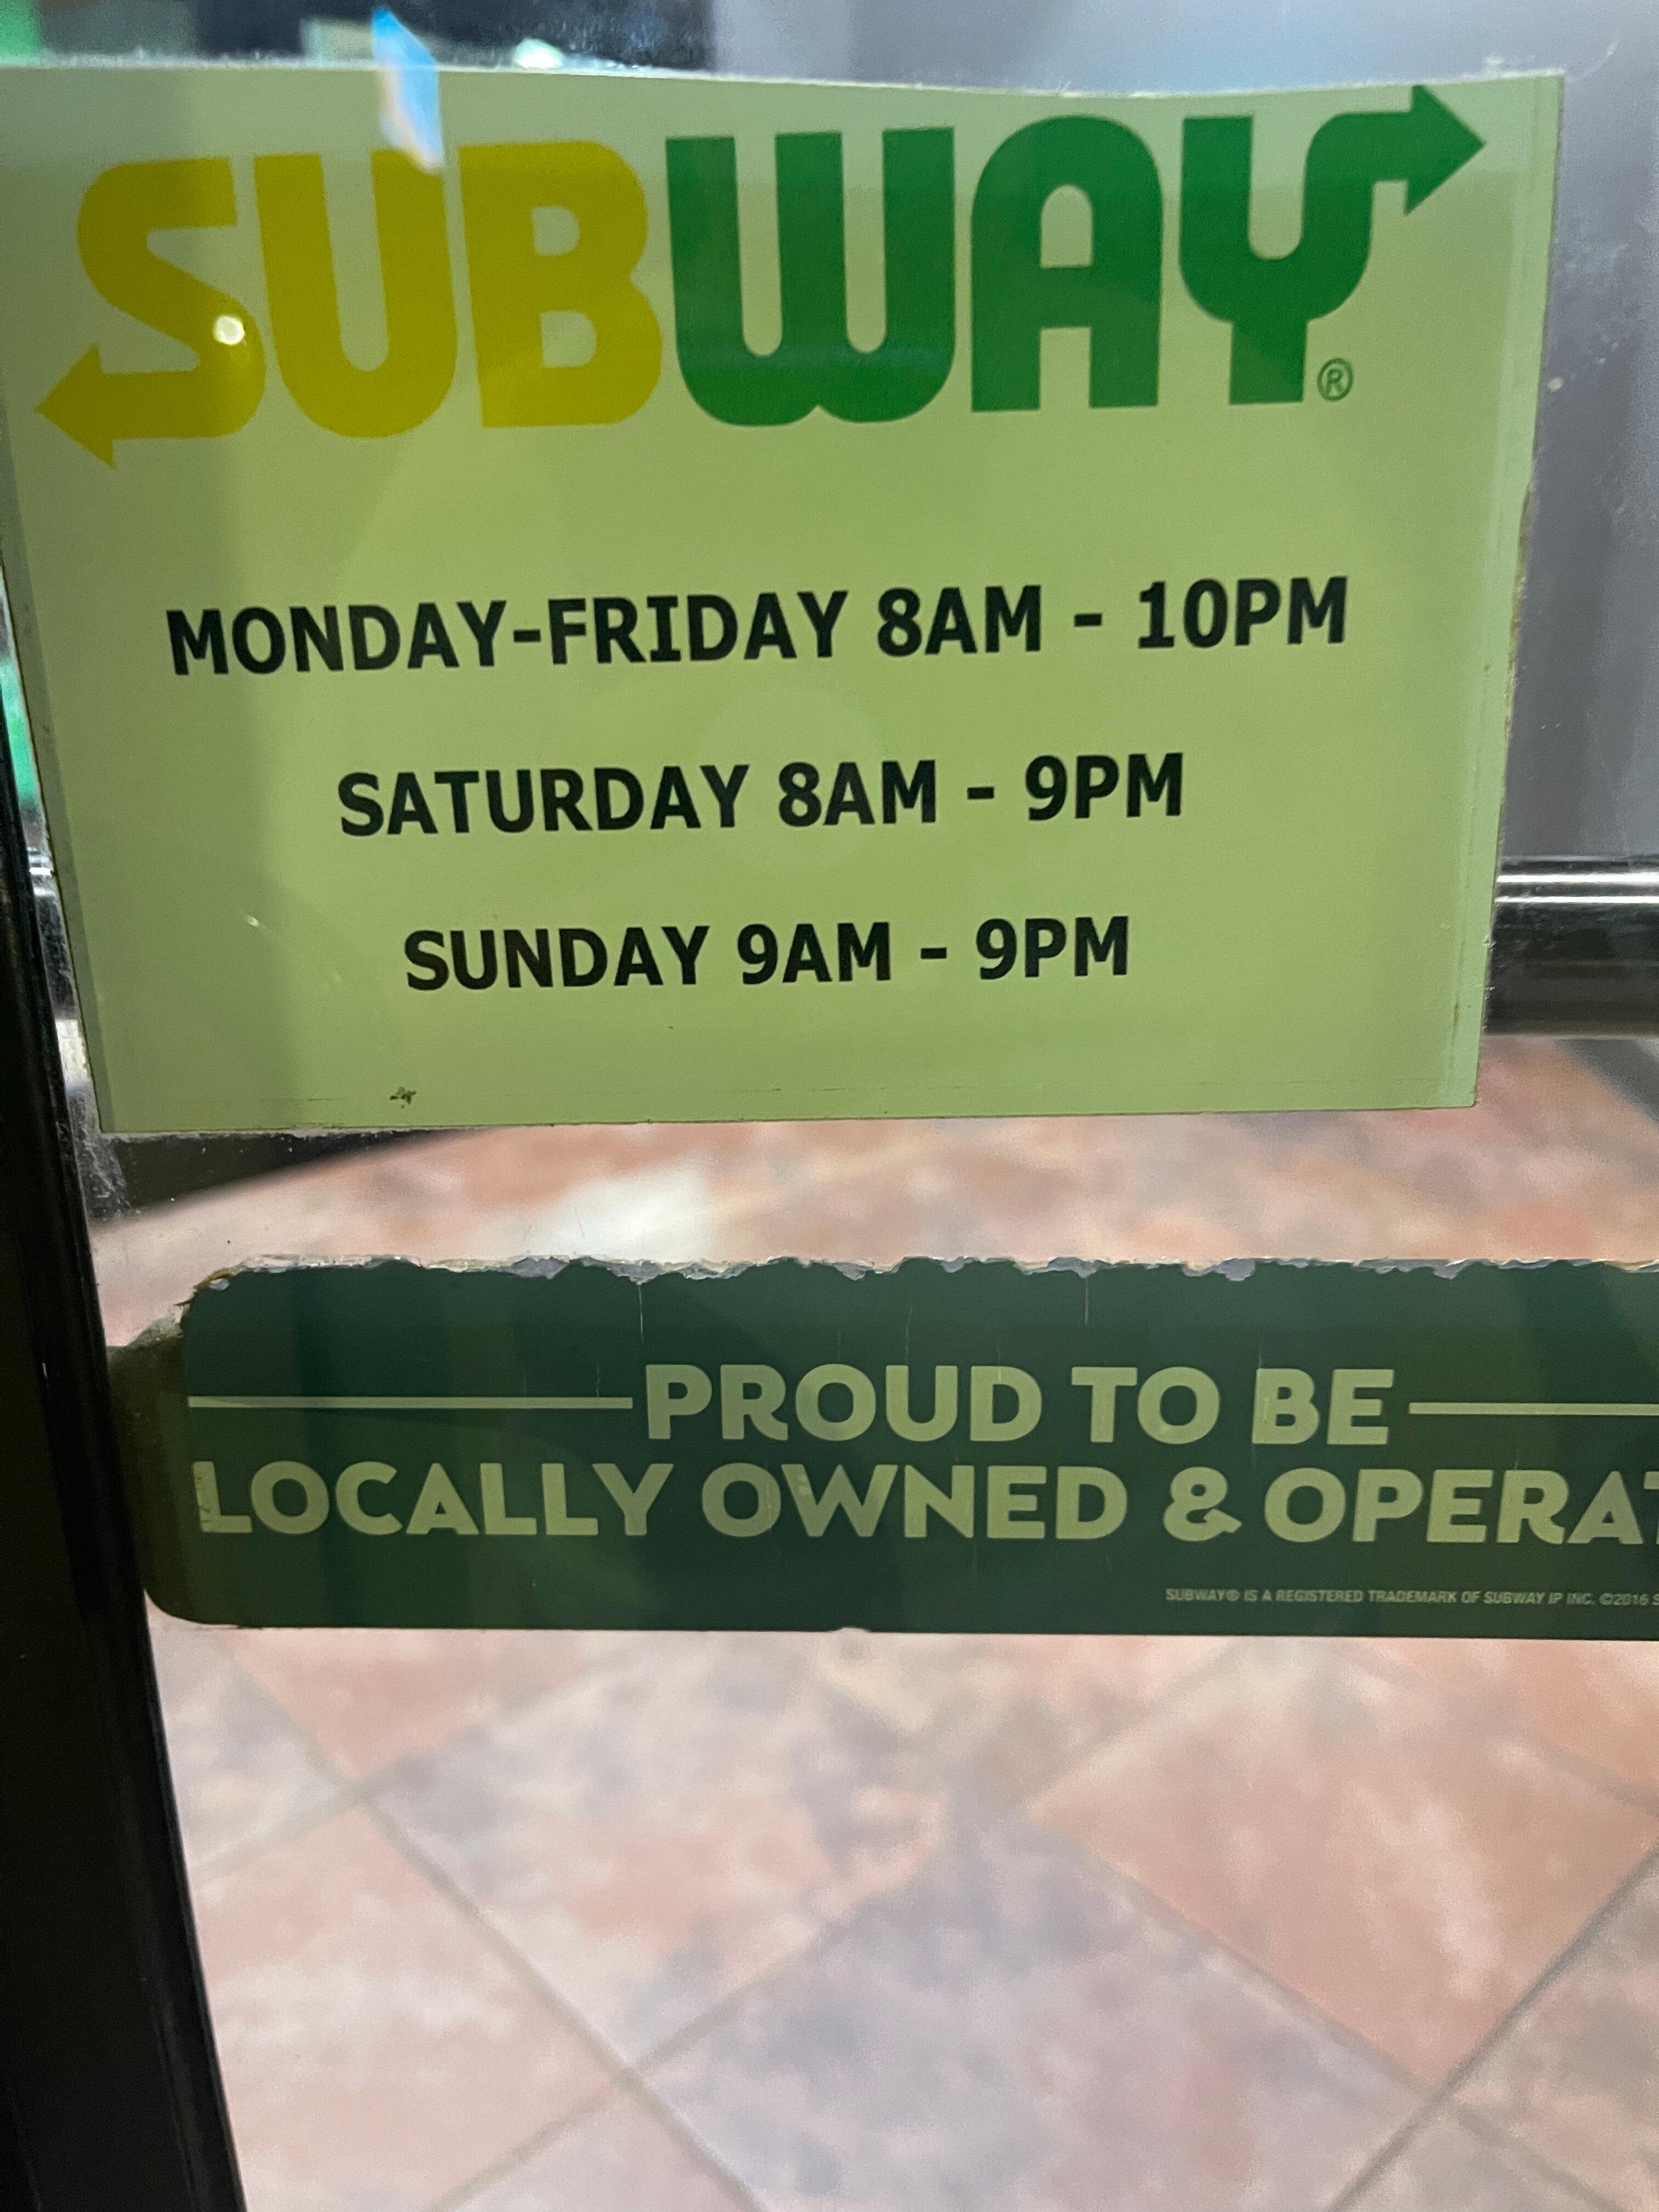 SUBWAY®
MONDAY-FRIDAY 8AM - 10PM
SATURDAY 8AM - 9PM
SUNDAY 9AM - 9PM
PROUD TO BE
LOCALLY OWNED & OPERAT
SUBWAY® IS A REGISTERED TRADEMARK OF SUBWAY IP INC. ©2016 S